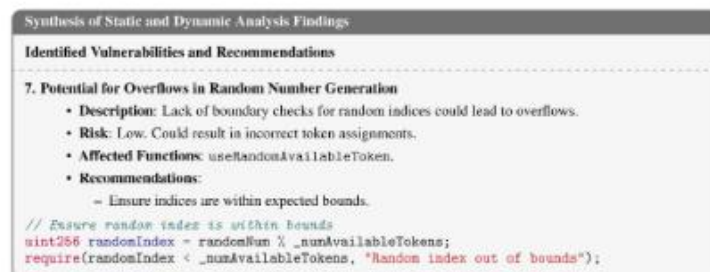 Synthesis of Static and Dynamic Analysis Findings
Identified Vulnerabilities and Recommendations
7. Potential for Overflows in Random Number Generation
• Description: Lack of boundary checks for random indices could lead to overflows.
• Risk: Low. Could result in incorrect token assignments.
• Affected Functions: useRandomAvailableToken.
• Recommendations:
– Ensure indices are within expected bounds.
// Ensure random index is within bounds
uint256 randomIndex = randomNum % _numAvailableTokens;
require(randomIndex < _numAvailableTokens, "Random index out of bounds");